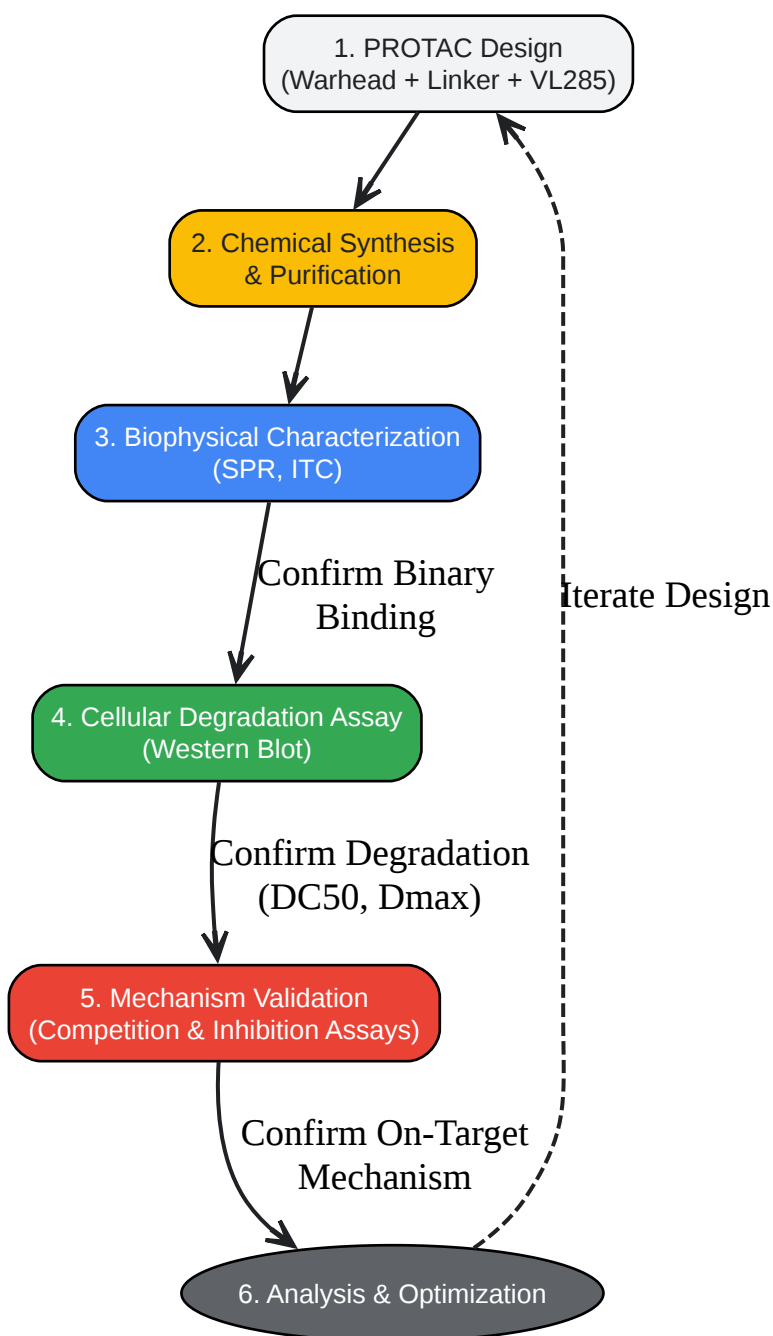 1. PROTAC Design
(Warhead + Linker + VL285)
2. Chemical Synthesis
& Purification
3. Biophysical Characterization
(SPR, ITC)
Confirm Binary
Binding
Iterate Design
4. Cellular Degradation Assay
(Western Blot)
Confirm Degradation
(DC50, Dmax)
5. Mechanism Validation
(Competition & Inhibition Assays)
Confirm On-Target
Mechanism
6. Analysis & Optimization